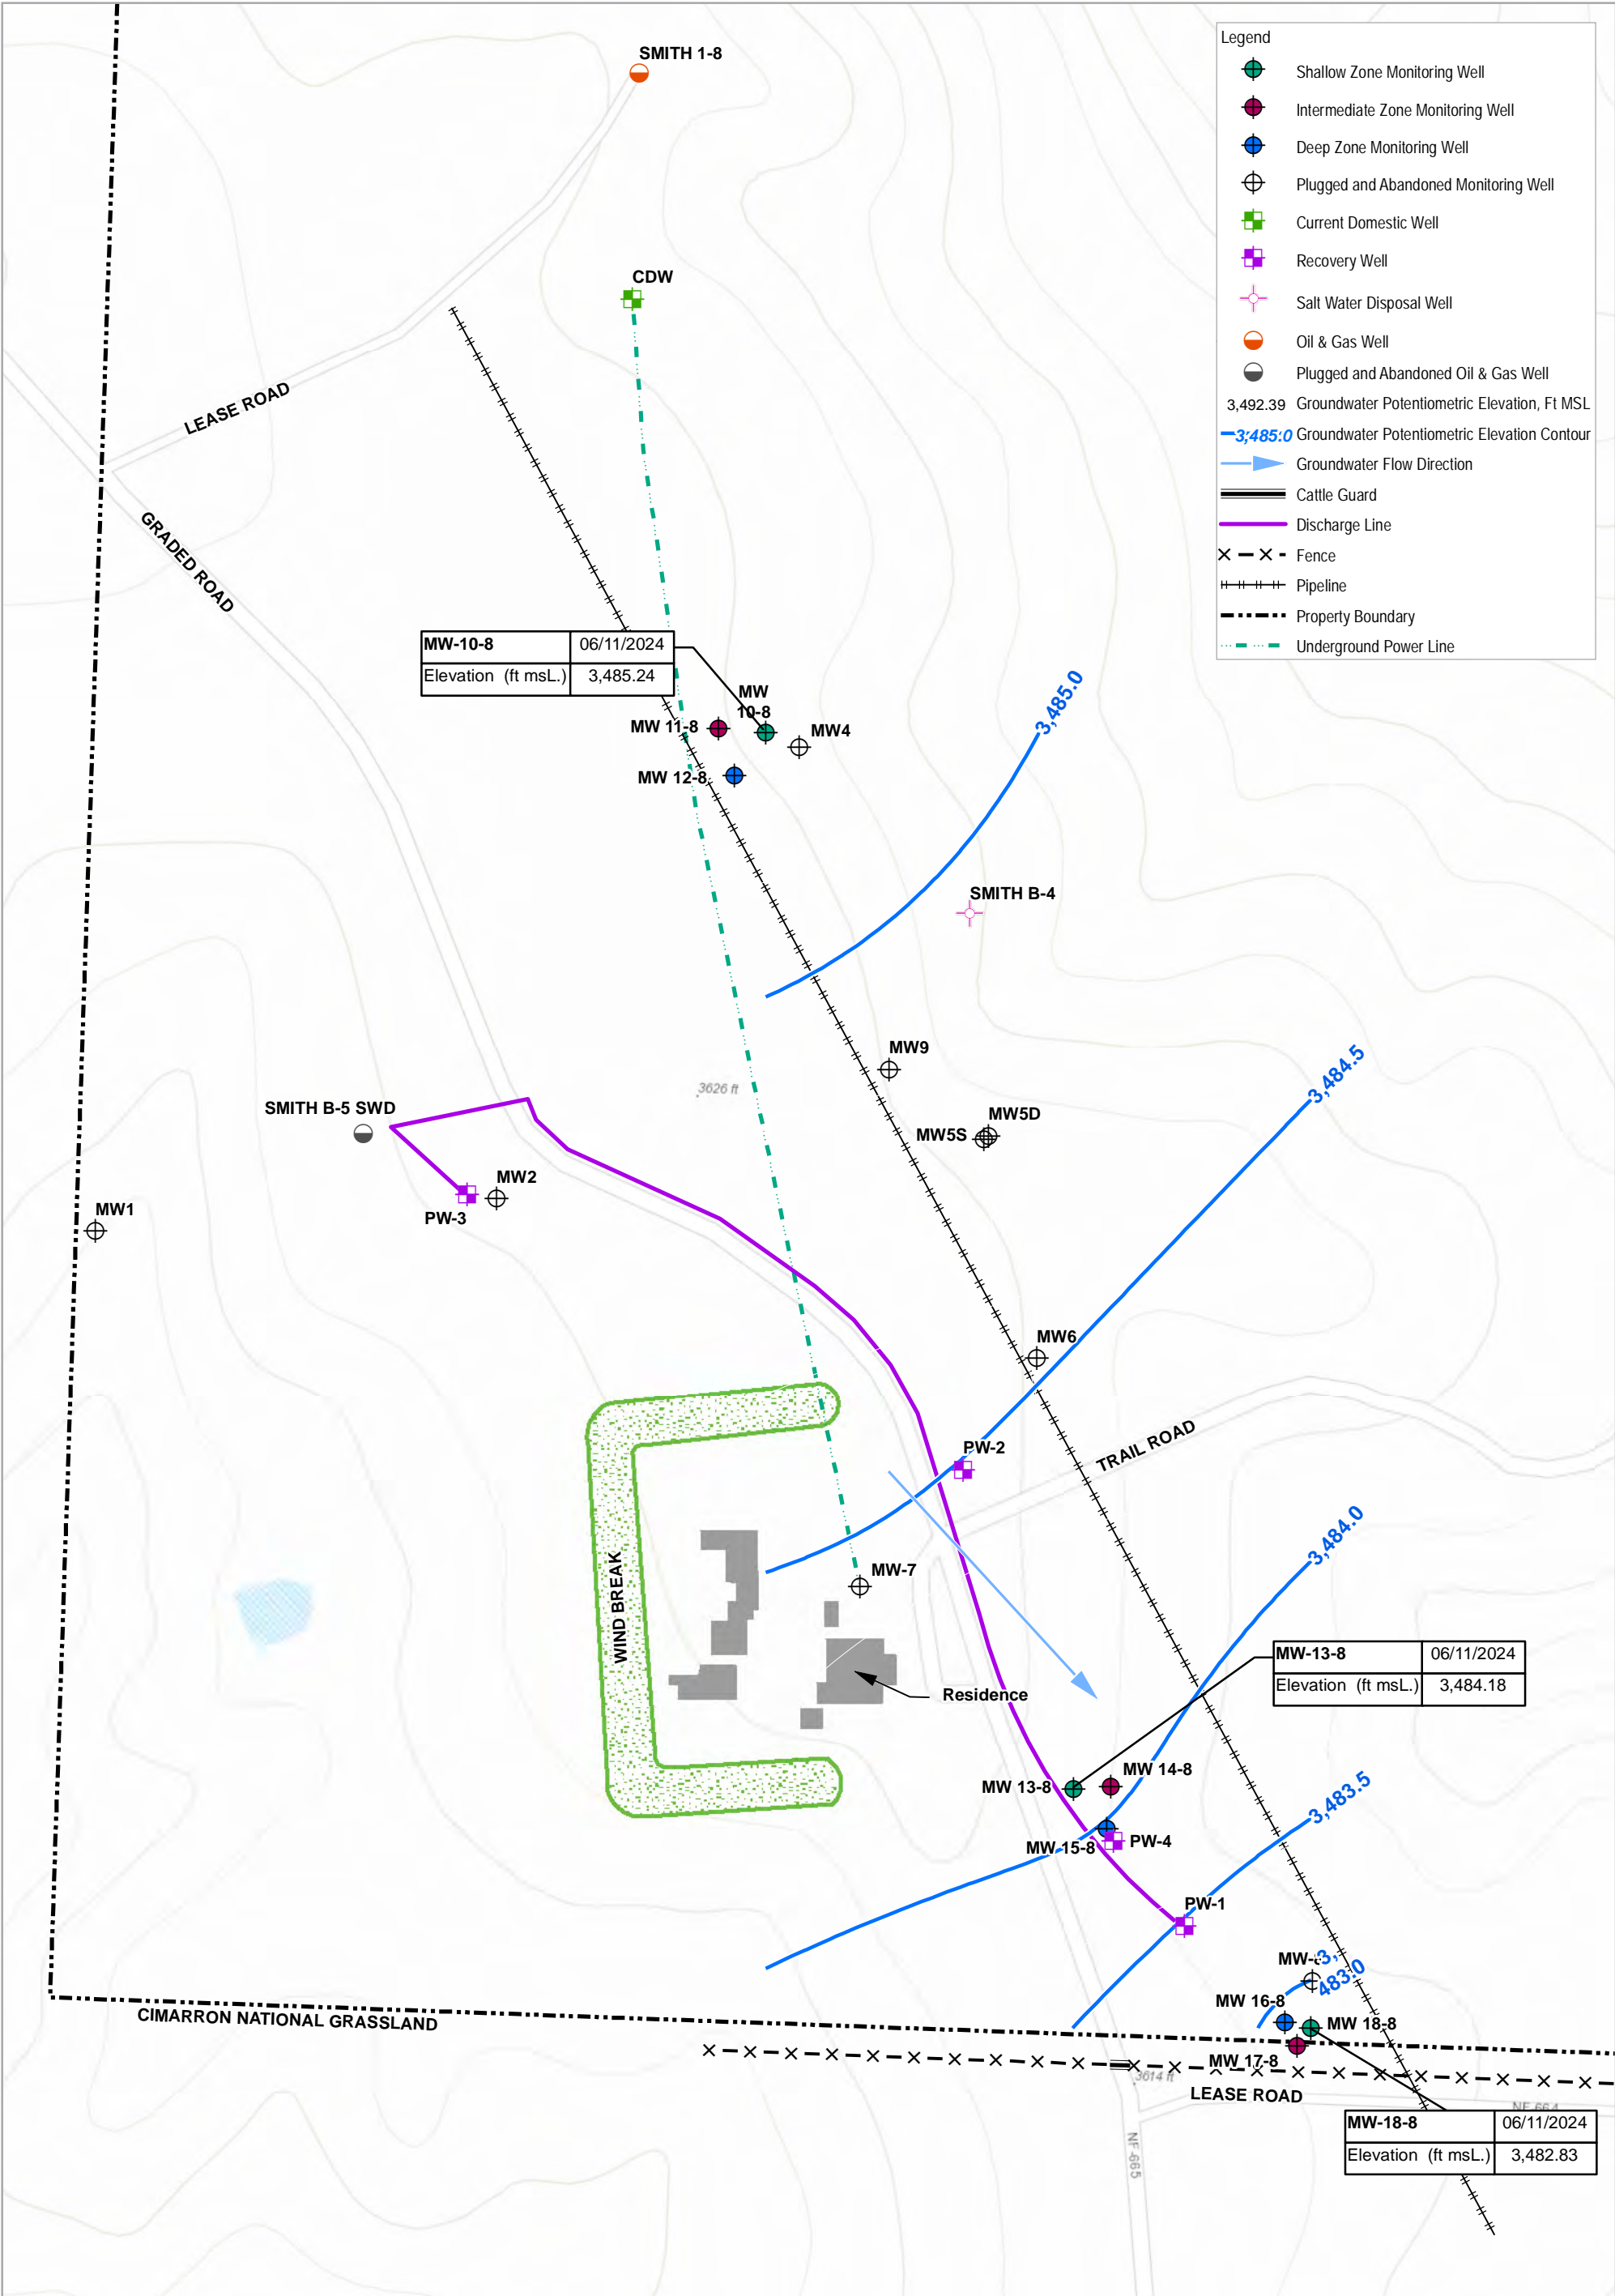 SMITH 1-8
Legend
Shallow Zone Monitoring Well
Intermediate Zone Monitoring Well
Deep Zone Monitoring Well
Plugged and Abandoned Monitoring Well
Current Domestic Well
Recovery Well
Salt Water Disposal Well
Oil & Gas Well
Plugged and Abandoned Oil & Gas Well
3,492.39 Groundwater Potentiometric Elevation, Ft MSL
3,485.0 Groundwater Potentiometric Elevation Contour
Groundwater Flow Direction
Cattle Guard
Discharge Line
Fence
Pipeline
Property Boundary
Underground Power Line
CDW
LEASE ROAD
GRADED ROAD
MW-10-8 06/11/2024
Elevation (ft msL.) 3,485.24
MW
10-8
MW 11-8
MW4
MW 12-8
3,485.0
SMITH B-4
MW9
3,484.5
3626 ft
SMITH B-5 SWD
MW5D
MW5S
MW2
MW1
PW-3
MW6
TRAIL ROAD
PW-2
3,484.0
WIND BREAK
MW-7
MW-13-8 06/11/2024
Elevation (ft msL.) 3,484.18
Residence
MW 14-8
MW 13-8
3,483.5
PW-4
MW 15-8
PW-1
3,
483.0
MW 16-8
CIMARRON NATIONAL GRASSLAND
MW 18-8
MW 17-8
3614 ft
LEASE ROAD
NF 664
NF-665
MW-18-8 06/11/2024
Elevation (ft msL.) 3,482.83